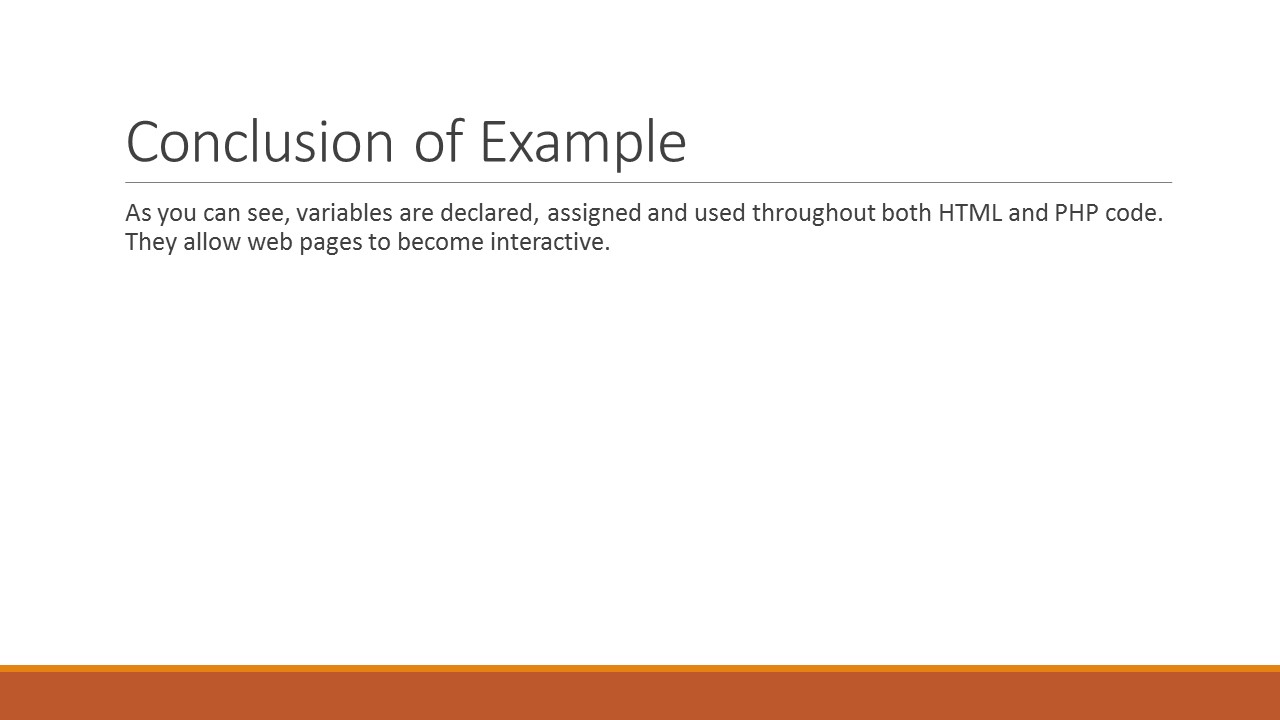 Conclusion of Example
As you can see, variables are declared, assigned and used throughout both HTML and PHP code.
They allow web pages to become interactive.